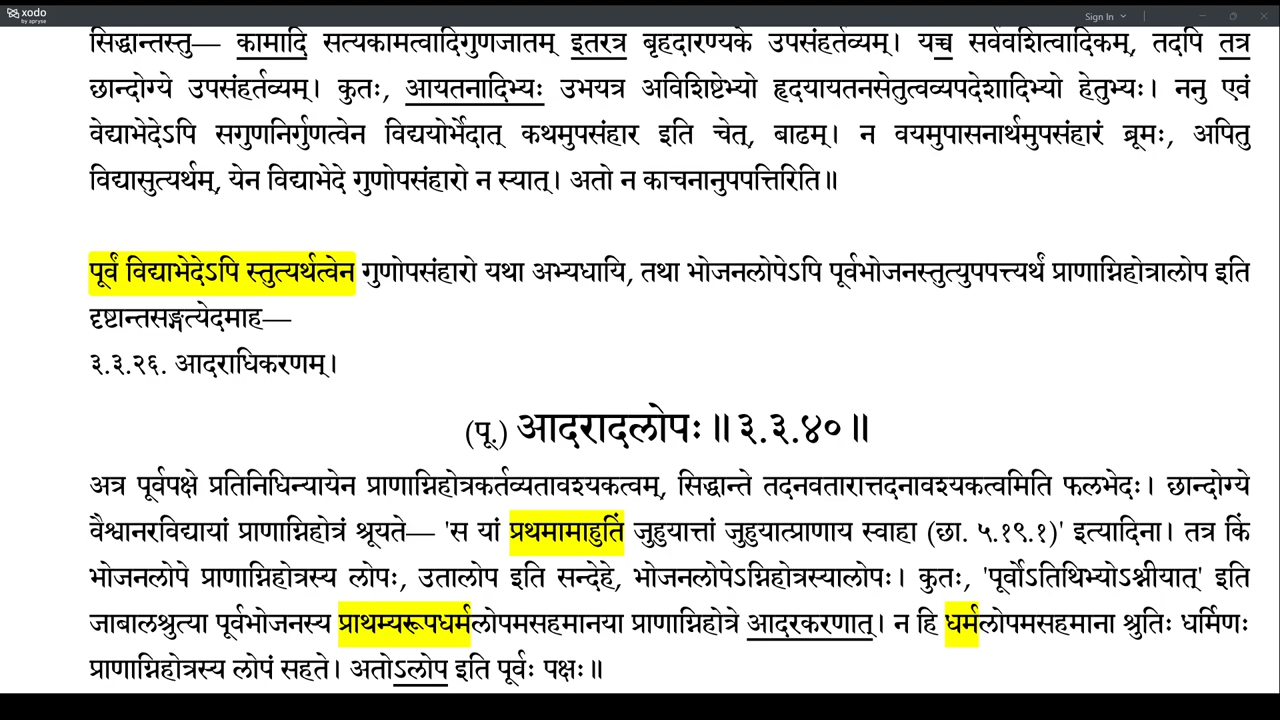 xodo
by apryse
Sign In
सिद्धान्तस्तु— कामादि सत्यकामत्वादिगुणजातम् इतरत्र बृहदारण्यके उपसंहर्तव्यम्। यच्च सर्ववशित्वादिकम्, तदपि तत्र
छान्दोग्ये उपसंहर्तव्यम्। कुतः, आयतनादिभ्यः उभयत्र अविशिष्टेभ्यो हृदयायतनसेतुत्वव्यपदेशादिभ्यो हेतुभ्यः। ननु एवं
वेद्याभेदेऽपि सगुणनिर्गुणत्वेन विद्ययोर्भेदात् कथमुपसंहार इति चेत्, बाढम्। न वयमुपासनार्थमुपसंहारं ब्रूमः, अपितु
विद्यासुत्यर्थम्, येन विद्याभेदे गुणोपसंहारो न स्यात्। अतो न काचनानुपपत्तिरिति॥
पूर्वं विद्याभेदेऽपि स्तुत्यर्थत्वेन गुणोपसंहारो यथा अभ्यधायि, तथा भोजनलोपेऽपि पूर्वभोजनस्तुत्युपपत्त्यर्थं प्राणाग्निहोत्रालोप इति
दृष्टान्तसङ्गत्येदमाह—
३.३.२६. आदराधिकरणम्।
(पू.) आदरादलोपः॥३.३.४०॥
अत्र पूर्वपक्षे प्रतिनिधिन्यायेन प्राणाग्निहोत्रकर्तव्यतावश्यकत्वम्, सिद्धान्ते तदनवतारात्तदनावश्यकत्वमिति फलभेदः। छान्दोग्ये
वैश्वानरविद्यायां प्राणाग्निहोत्रं श्रूयते— 'स यां प्रथमामाहुतिं जुहुयात्तां जुहुयात्प्राणाय स्वाहा (छा. ५.१९.१)' इत्यादिना। तत्र किं
भोजनलोपे प्राणाग्निहोत्रस्य लोपः, उतालोप इति सन्देहे, भोजनलोपेऽग्निहोत्रस्यालोपः। कुतः, 'पूर्वोऽतिथिभ्योऽश्नीयात्' इति
जाबालश्रुत्या पूर्वभोजनस्य प्राथम्यरूपधर्मलोपमसहमानया प्राणाग्निहोत्रे आदरकरणात्। न हि धर्मलोपमसहमाना श्रुतिः धर्मिणः
प्राणाग्निहोत्रस्य लोपं सहते। अतोऽलोप इति पूर्वः पक्षः॥